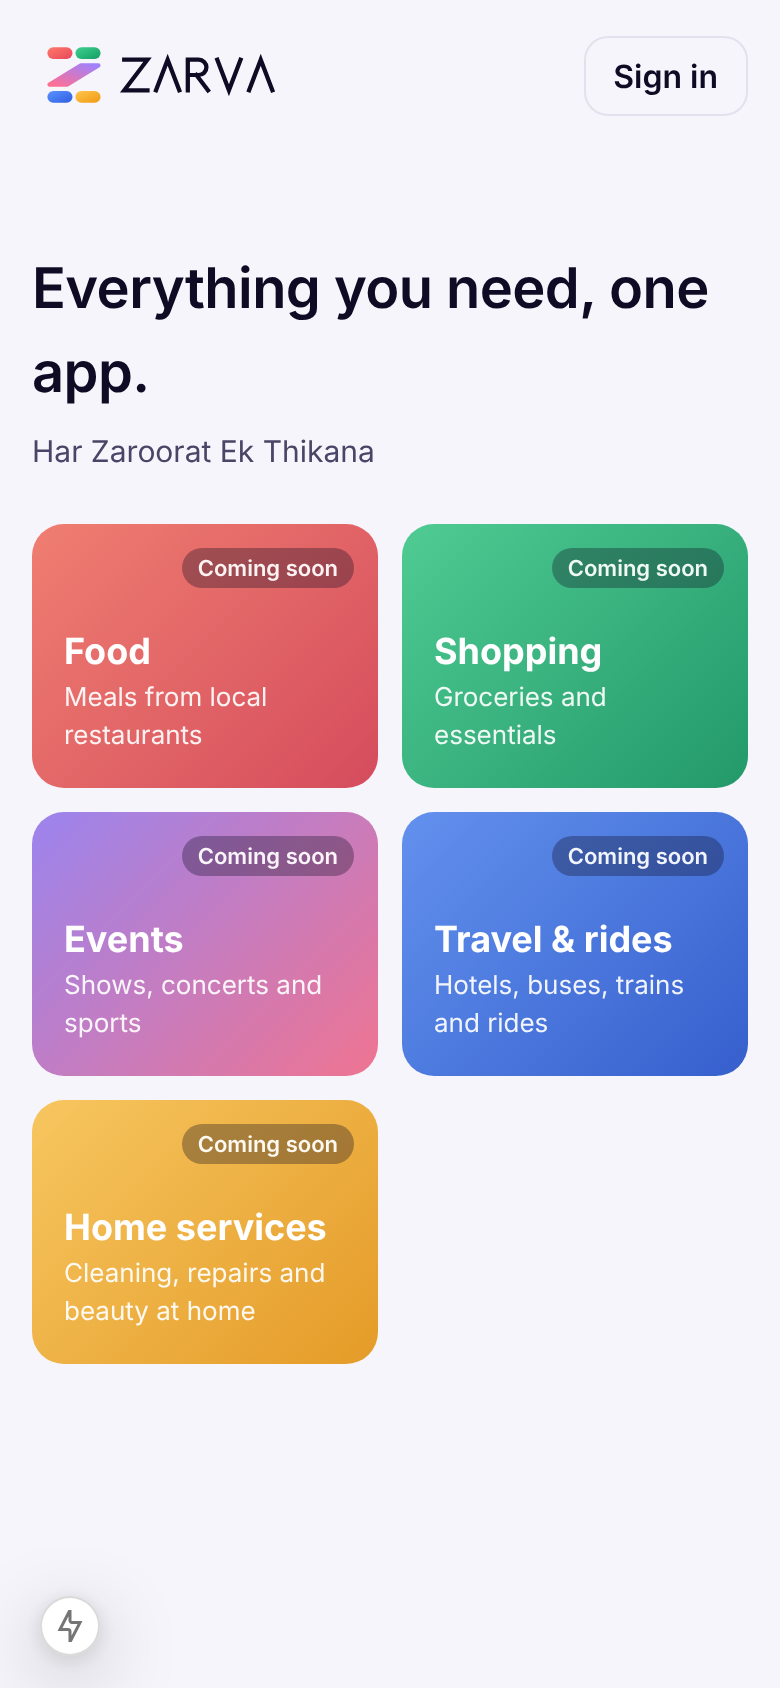 ZARVA
Sign in
Everything you need, one
app.
Har Zaroorat Ek Thikana
Coming soon
Food
Meals from local
restaurants
Coming soon
Shopping
Groceries and
essentials
Coming soon
Events
Shows, concerts and
sports
Coming soon
Travel & rides
Hotels, buses, trains
and rides
Coming soon
Home services
Cleaning, repairs and
beauty at home